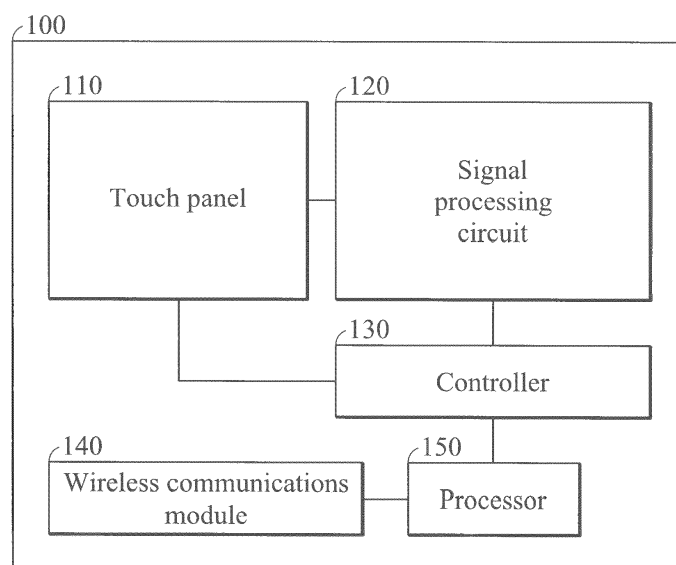 100
110
120
Touch panel
Signal
processing
circuit
130
Controller
140
150
Wireless communications
module
Processor